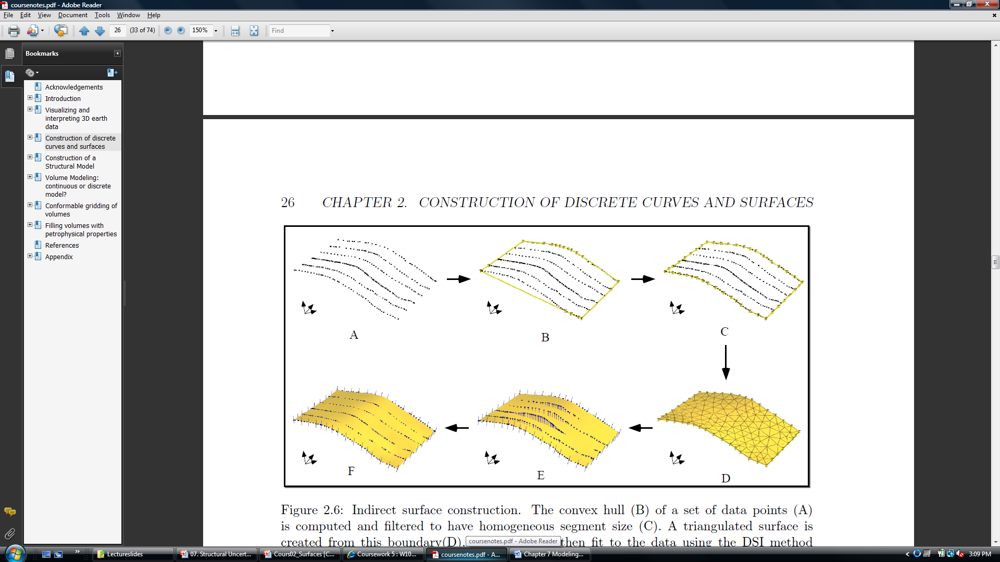 coursenotes.pdf - Adobe Reader
File Edit View Document Tools Window Help
26 (33 of 74) 150% Find
Bookmarks
Acknowledgements
Introduction
Visualizing and
interpreting 3D earth
data
Construction of discrete
curves and surfaces
Construction of a
Structural Model
Volume Modeling:
continuous or discrete
model?
Conformable gridding of
volumes
Filling volumes with
petrophysical properties
References
Appendix
26 CHAPTER 2. CONSTRUCTION OF DISCRETE CURVES AND SURFACES
A
B
C
F
E
D
Figure 2.6: Indirect surface construction. The convex hull (B) of a set of data points (A)
is computed and filtered to have homogeneous segment size (C). A triangulated surface is
created from this boundary(D). then fit to the data using the DSI method
coursenotes.pdf - Adobe Reader
Lectureslides
07. Structural Uncert...
Cours02_Surfaces [C...
Coursework 5 : W10...
coursenotes.pdf - A...
Chapter 7 Modeling...
3:09 PM